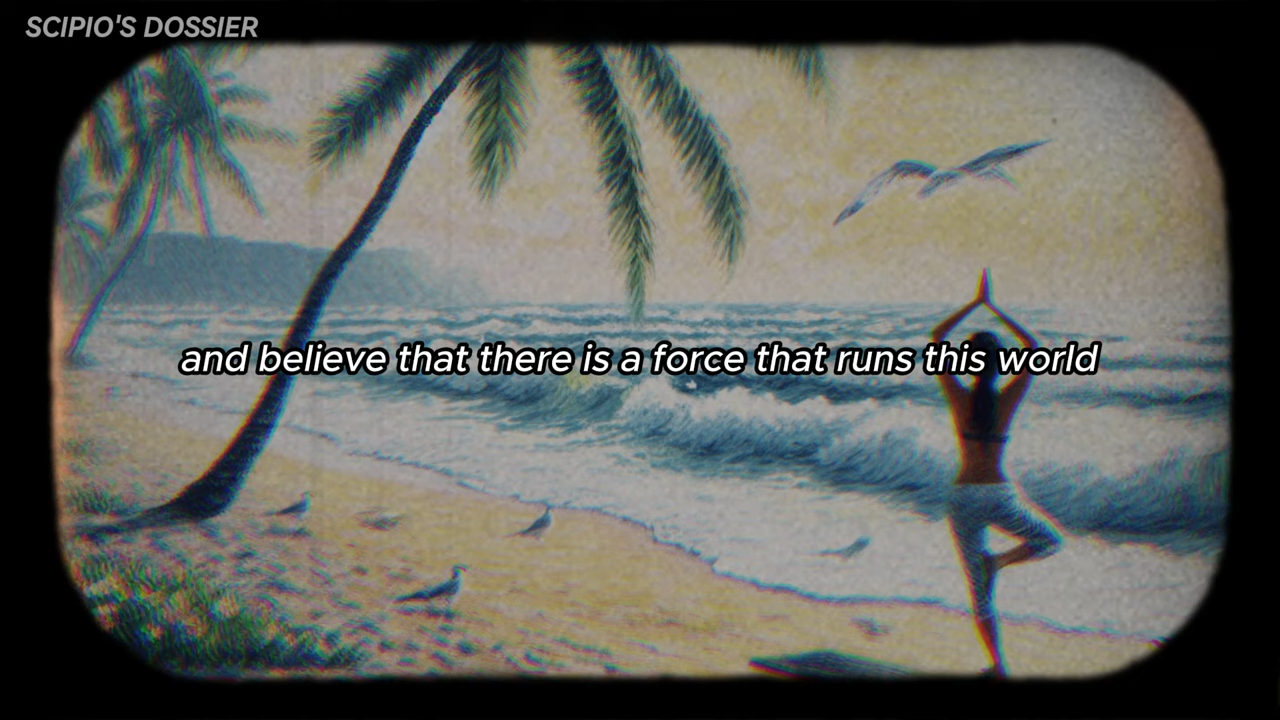 SCIPIO'S DOSSIER
and believe that there is a force that runs this world